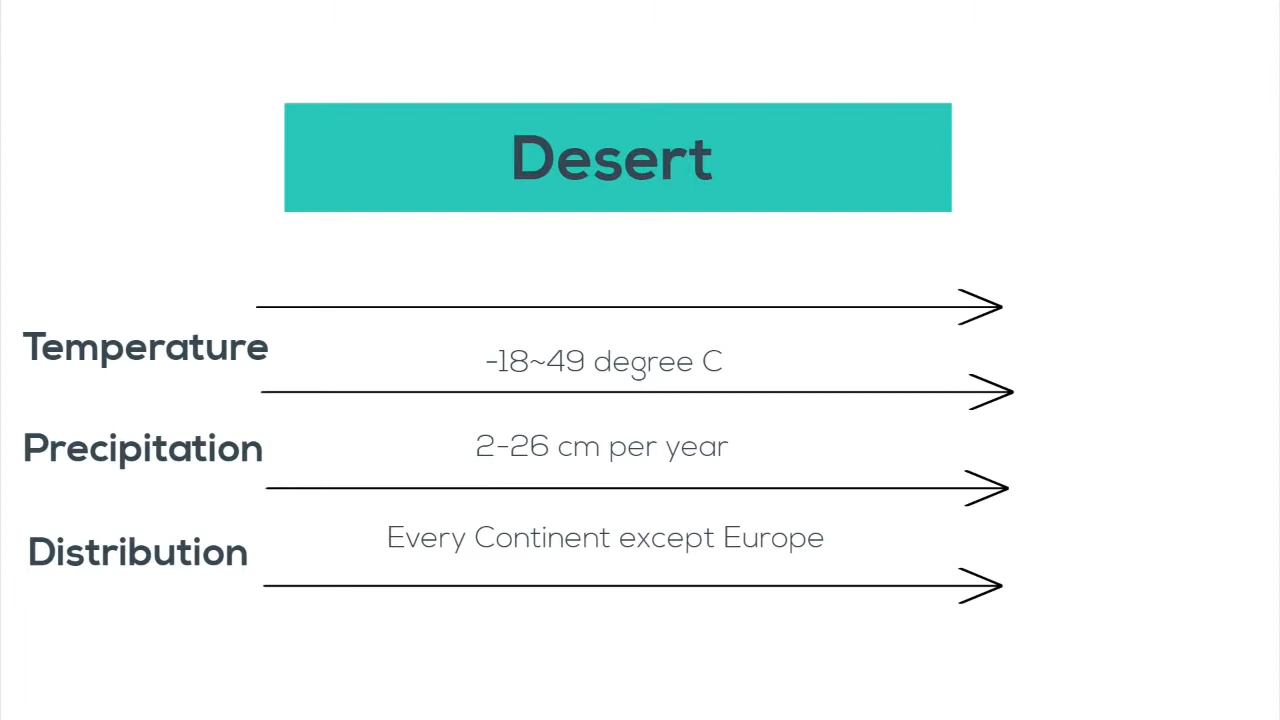 Desert
Temperature
-18~49 degree C
Precipitation
2-26 cm per year
Distribution
Every Continent except Europe